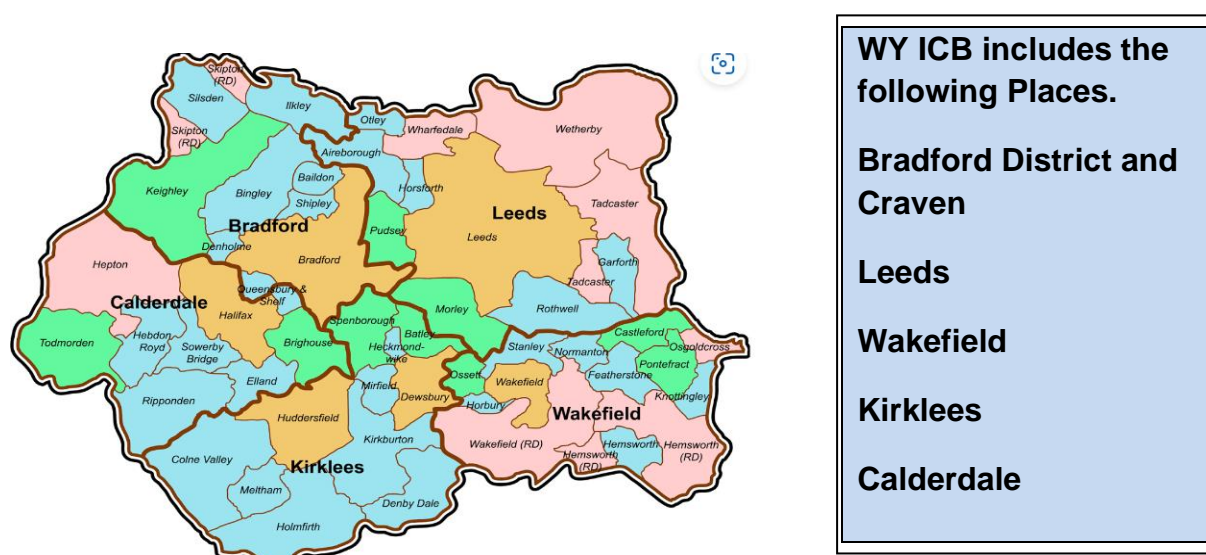 Skipton
(RD)
Silsden
Ilkley
Skipton
(RD)
Otley
Wharfedale
Wetherby
Aireborough
Keighley
Bingley
Baildon
Shipley
Horsforth
Bradford
Denholme
Bradford
Pudsey
Leeds
Leeds
Tadcaster
Garforth
Tadcaster
Rothwell
Hepton
Calderdale
Queensbury &
Shelf
Halifax
Todmorden
Hebdon
Royd
Sowerby
Bridge
Brighouse
Elland
Ripponden
Spenborough
Batley
Heckmond-
wike
Morley
Mirfield
Dewsbury
Huddersfield
Kirkburton
Colne Valley
Kirklees
Meltham
Denby Dale
Holmfirth
Stanley
Normanton
Castleford
Osgoldcross
Pontefract
Featherstone
Knottingley
Ossett
Wakefield
Horbury
Wakefield
Wakefield (RD)
Hemsworth
(RD)
Hemsworth
Hemsworth
(RD)
WY ICB includes the
following Places.
Bradford District and
Craven
Leeds
Wakefield
Kirklees
Calderdale